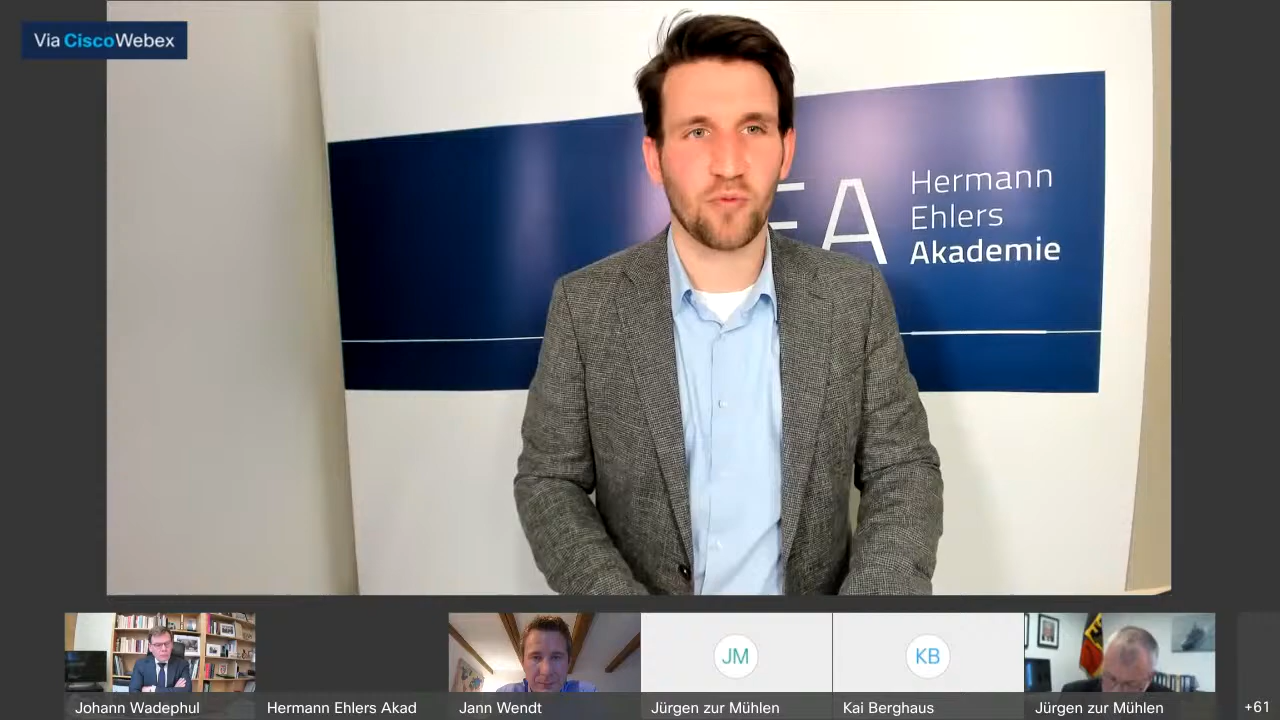 Via CiscoWebex
EA
Hermann
Ehlers
Akademie
JM
KB
Johann Wadephul
Hermann Ehlers Akad
Jann Wendt
Jürgen zur Mühlen
Kai Berghaus
Jürgen zur Mühlen
+61